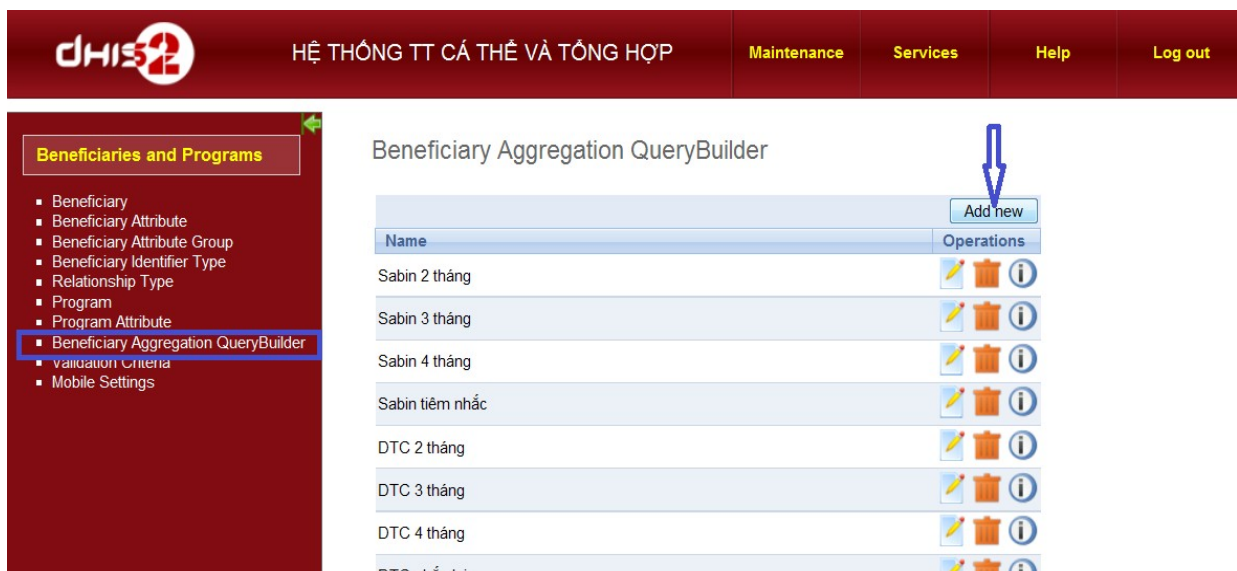 dHIS2
HỆ THỐNG TT CÁ THỂ VÀ TỔNG HỢP
Maintenance
Services
Help
Log out
Beneficiaries and Programs
Beneficiary
Beneficiary Attribute
Beneficiary Attribute Group
Beneficiary Identifier Type
Relationship Type
Program
Program Attribute
Beneficiary Aggregation QueryBuilder
Validation Criteria
Mobile Settings
Beneficiary Aggregation QueryBuilder
Add new
Name Operations
Sabin 2 tháng
Sabin 3 tháng
Sabin 4 tháng
Sabin tiêm nhắc
DTC 2 tháng
DTC 3 tháng
DTC 4 tháng